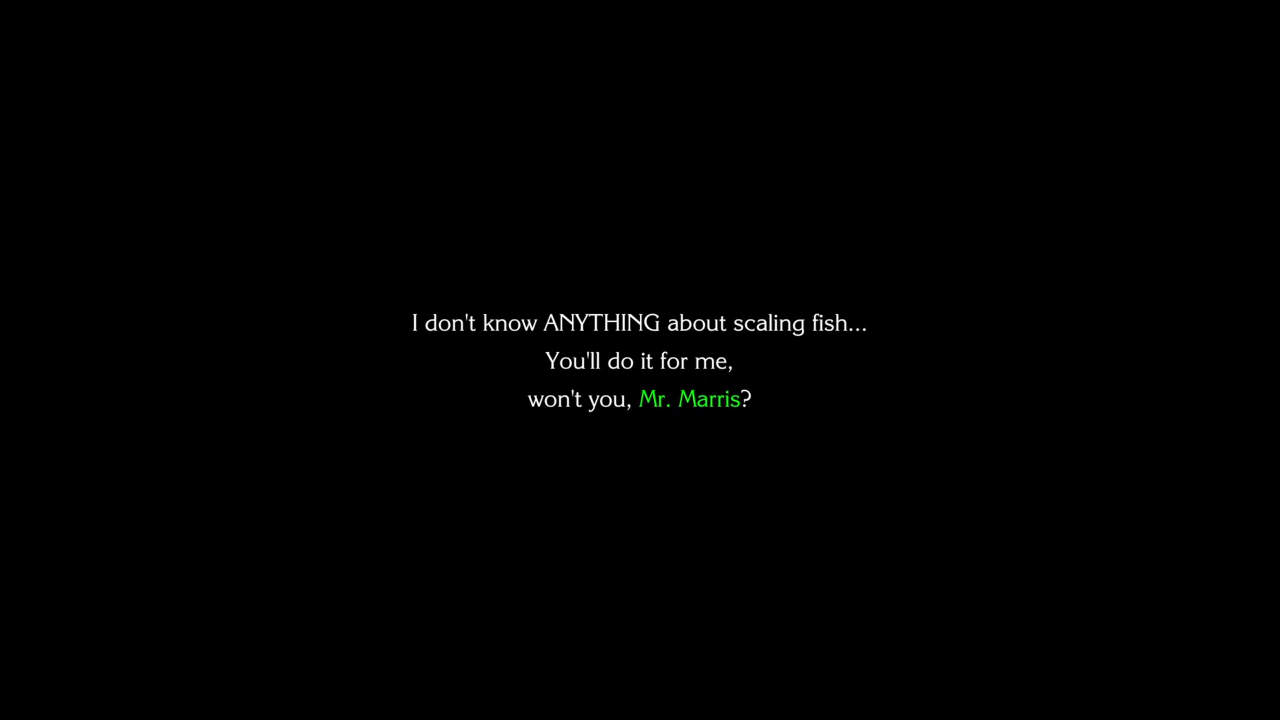 I don't know ANYTHING about scaling fish...
You'll do it for me,
won't you, Mr. Marris?